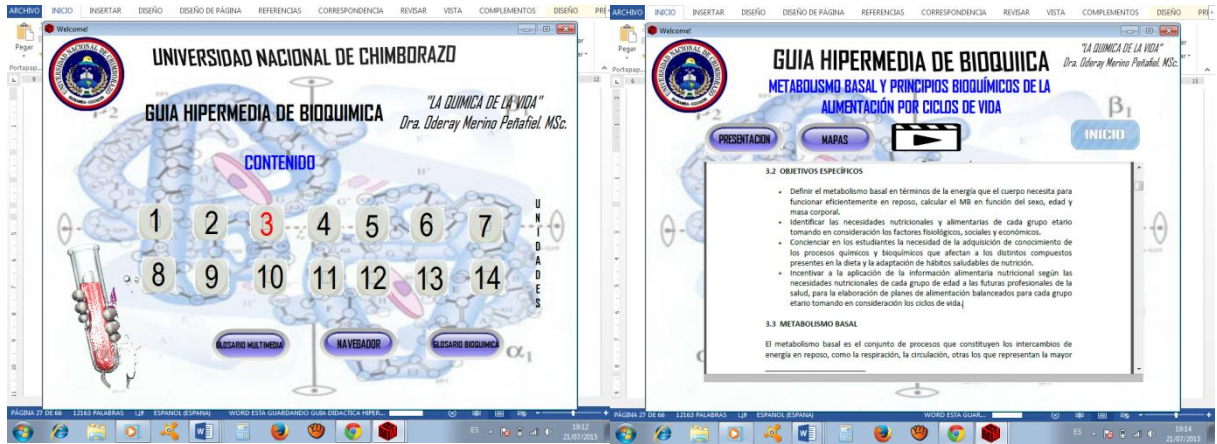 ARCHIVO INICIO INSERTAR DISEÑO DISEÑO DE PÁGINA REFERENCIAS CORRESPONDENCIA REVISAR VISTA COMPLEMENTOS DISEÑO
Pegar
Welcome!
UNIVERSIDAD NACIONAL DE CHIMBORAZO
GUIA HIPERMEDIA DE BIOQUIMICA
"LA QUIMICA DE LA VIDA"
Dra. Oderay Merino Peñafiel. MSc.
CONTENIDO
1 2 3 4 5 6 7
8 9 10 11 12 13 14
UNIDADES
GLOSARIO MULTIMEDIA
NAVEGADOR
GLOSARIO BIOQUIMICA
PÁGINA 27 DE 66 12163 PALABRAS ESPAÑOL (ESPAÑA) WORD ESTÁ GUARDANDO GUIA DIDACTICA HIPER...
ES
19:12
21/07/2015
ARCHIVO INICIO INSERTAR DISEÑO DISEÑO DE PÁGINA REFERENCIAS CORRESPONDENCIA REVISAR VISTA COMPLEMENTOS DISEÑO
Pegar
Welcome!
GUIA HIPERMEDIA DE BIOQUIICA
"LA QUIMICA DE LA VIDA"
Dra. Oderay Merino Peñafiel. MSc.
METABOLISMO BASAL Y PRINCIPIOS BIOQUÍMICOS DE LA
ALIMENTACIÓN POR CICLOS DE VIDA
PRESENTACION
MAPAS
INICIO
3.2 OBJETIVOS ESPECÍFICOS
Definir el metabolismo basal en términos de la energía que el cuerpo necesita para
funcionar eficientemente en reposo, calcular el MB en función del sexo, edad y
masa corporal.
Identificar las necesidades nutricionales y alimentarias de cada grupo etario
tomando en consideración los factores fisiológicos, sociales y económicos.
Concienciar en los estudiantes la necesidad de la adquisición de conocimiento de
los procesos químicos y bioquímicos que afectan a los distintos compuestos
presentes en la dieta y la adaptación de hábitos saludables de nutrición.
Incentivar a la aplicación de la información alimentaria nutricional según las
necesidades nutricionales de cada grupo de edad a las futuras profesionales de la
salud, para la elaboración de planes de alimentación balanceados para cada grupo
etario tomando en consideración los ciclos de vida.
3.3 METABOLISMO BASAL
El metabolismo basal es el conjunto de procesos que constituyen los intercambios de
energía en reposo, como la respiración, la circulación, otras los que representan la mayor
PÁGINA 27 DE 66 12163 PALABRAS ESPAÑOL (ESPAÑA) WORD ESTÁ GUAR...
ES
19:14
21/07/2015